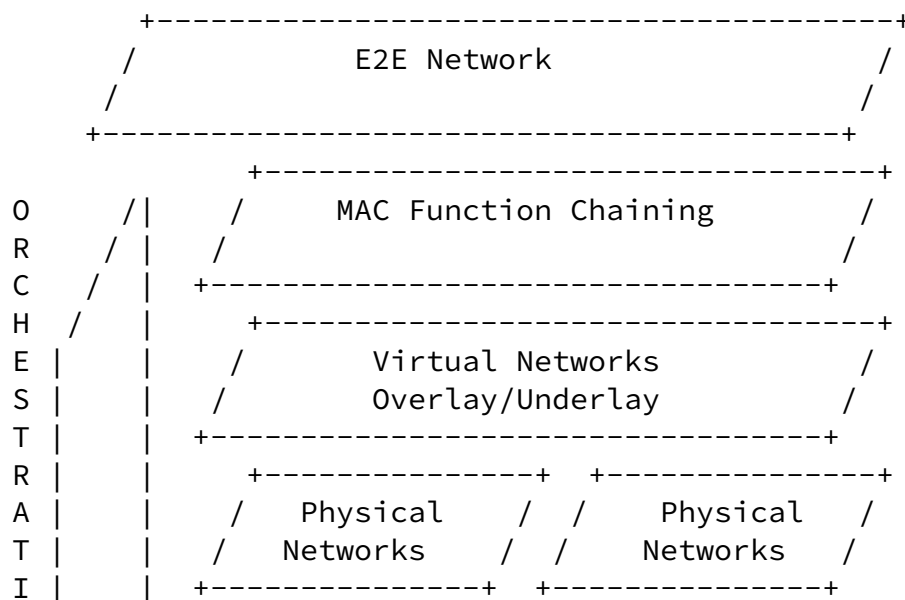 E2E Network
O MAC Function Chaining
R
C
H
E Virtual Networks
S Overlay/Underlay
T
R
A Physical Physical
T Networks Networks
I